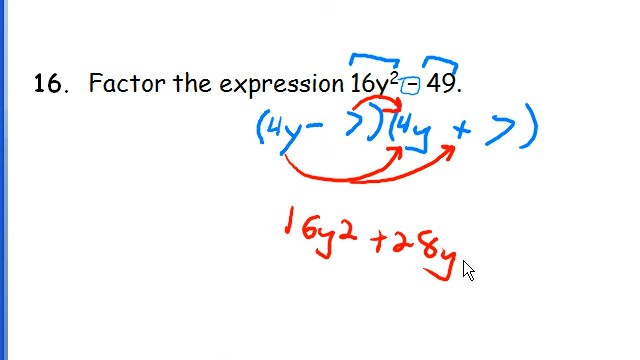 16. Factor the expression 16y² - 49.
(4y - 7)(4y + 7)
16y² + 28y